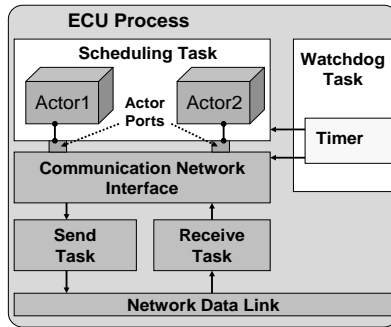 ECU Process
Scheduling Task
Watchdog
Task
Actor1
Actor
Ports
Actor2
Timer
Communication Network
Interface
Send
Task
Receive
Task
Network Data Link